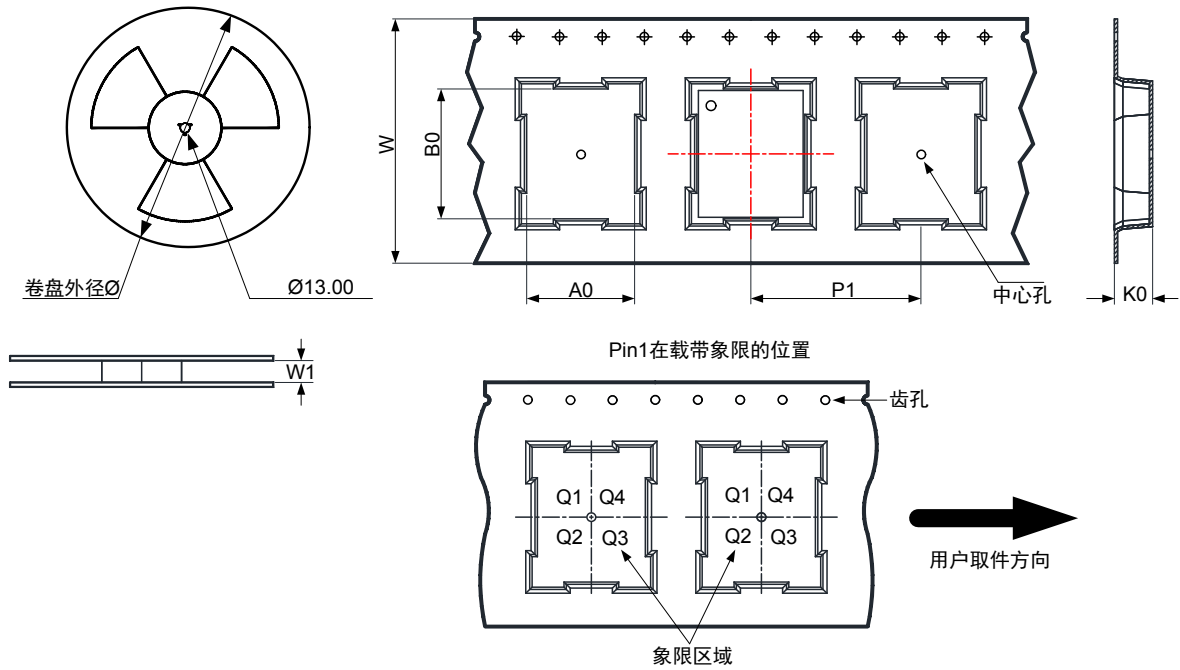 卷盘外径Ø
Ø13.00
W1
W
B0
A0
P1
中心孔
K0
Pin1在载带象限的位置
齿孔
Q1 Q4
Q2 Q3
Q1 Q4
Q2 Q3
用户取件方向
象限区域